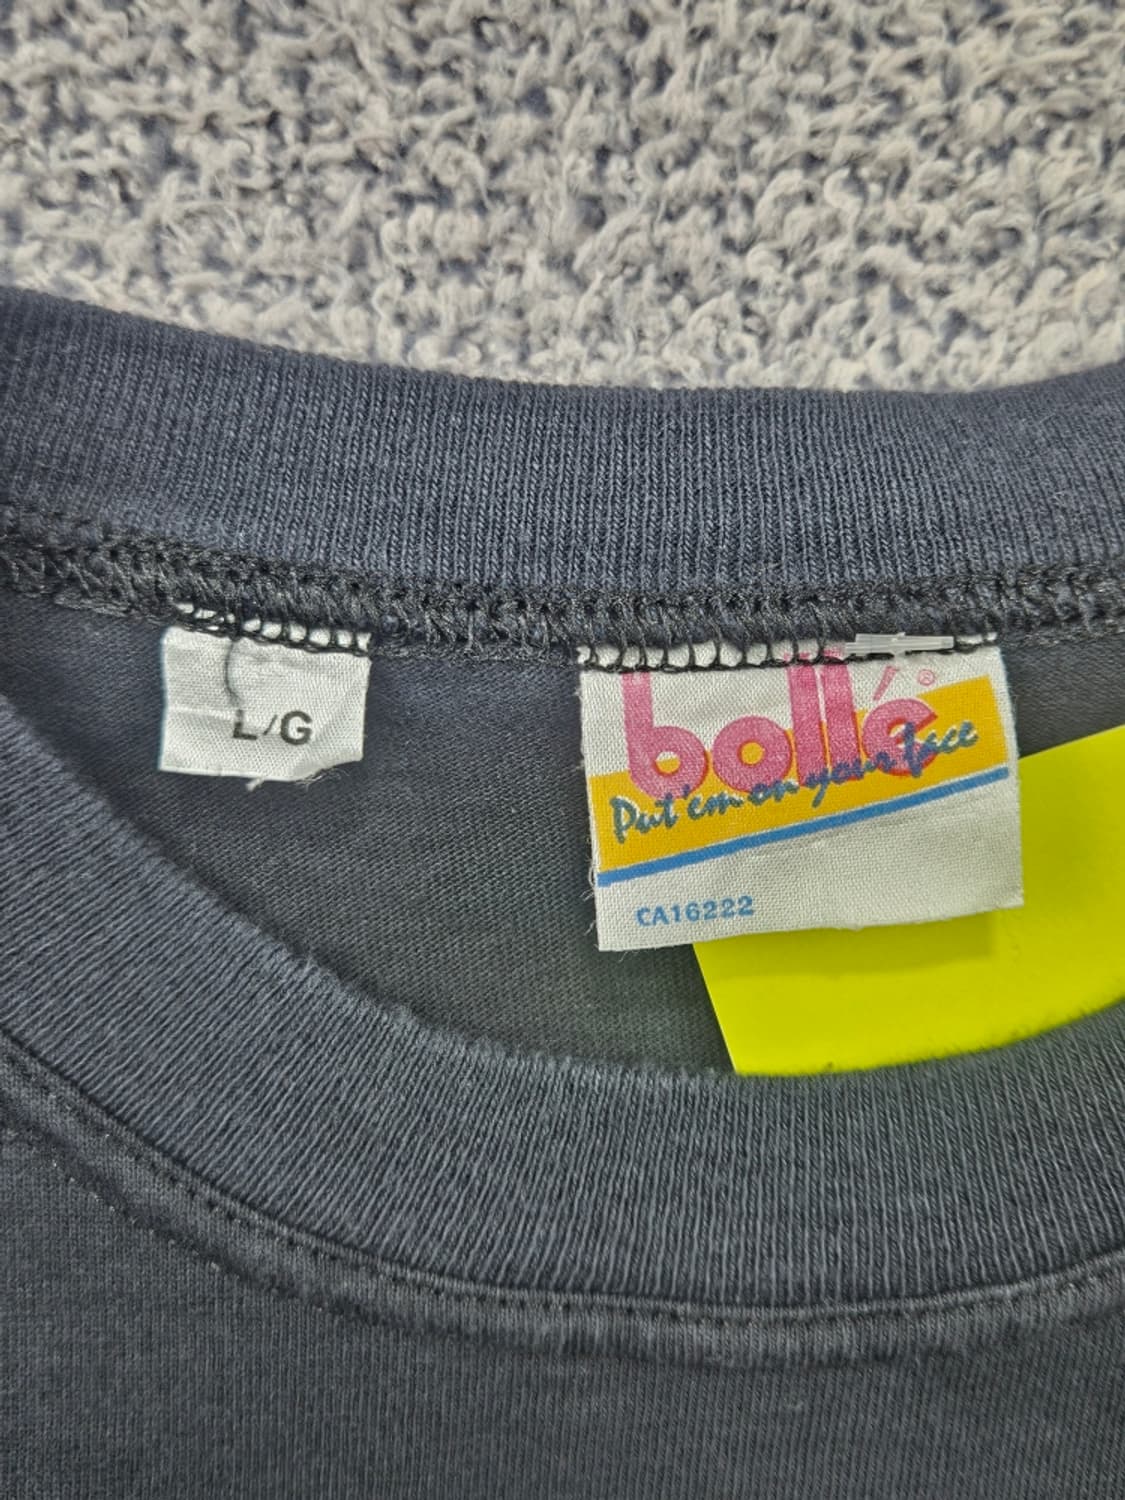 L/G
bollé®
Put'em on your face
CA16222